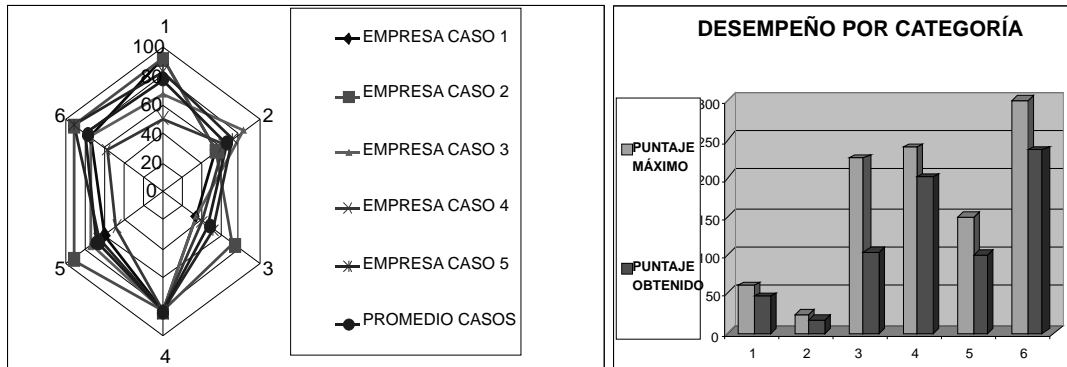 1
100
80
60
40
20
0
2
3
4
5
6
EMPRESA CASO 1
EMPRESA CASO 2
EMPRESA CASO 3
EMPRESA CASO 4
EMPRESA CASO 5
PROMEDIO CASOS
DESEMPEÑO POR CATEGORÍA
PUNTAJE
MÁXIMO
PUNTAJE
OBTENIDO
300
250
200
150
100
50
0
1 2 3 4 5 6